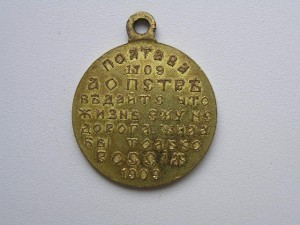 ПОЛТАВА
1709
А О ПЕТРѢ
ВѢДАЙТЕ ЧТО
ЖИЗНЬ ЕМУ НЕ
ДОРОГА ЖИЛА
БЫ ТОЛЬКО
РОССІЯ
1909